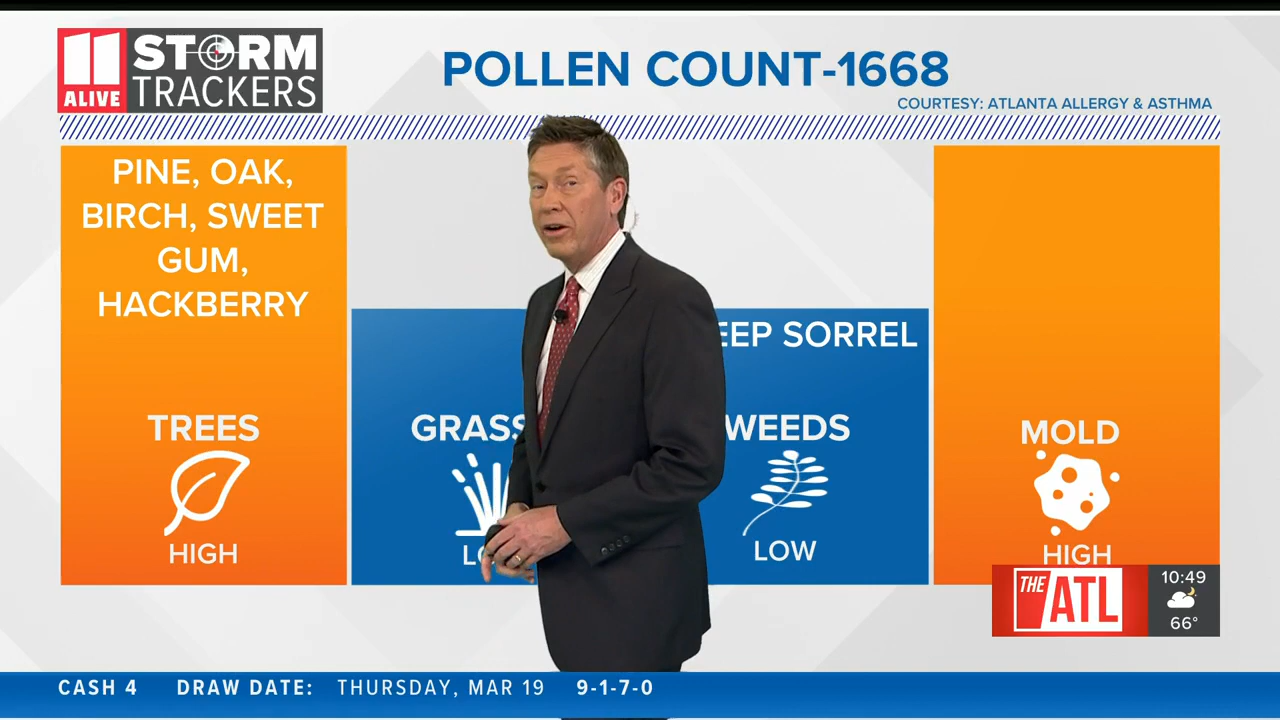 11 ALIVE
STORM
TRACKERS
POLLEN COUNT-1668
COURTESY: ATLANTA ALLERGY & ASTHMA
PINE, OAK,
BIRCH, SWEET
GUM,
HACKBERRY
TREES
HIGH
GRASS
EEP SORREL
WEEDS
LOW
MOLD
HIGH
THE ATL
10:49
66°
CASH 4 DRAW DATE: THURSDAY, MAR 19 9-1-7-0